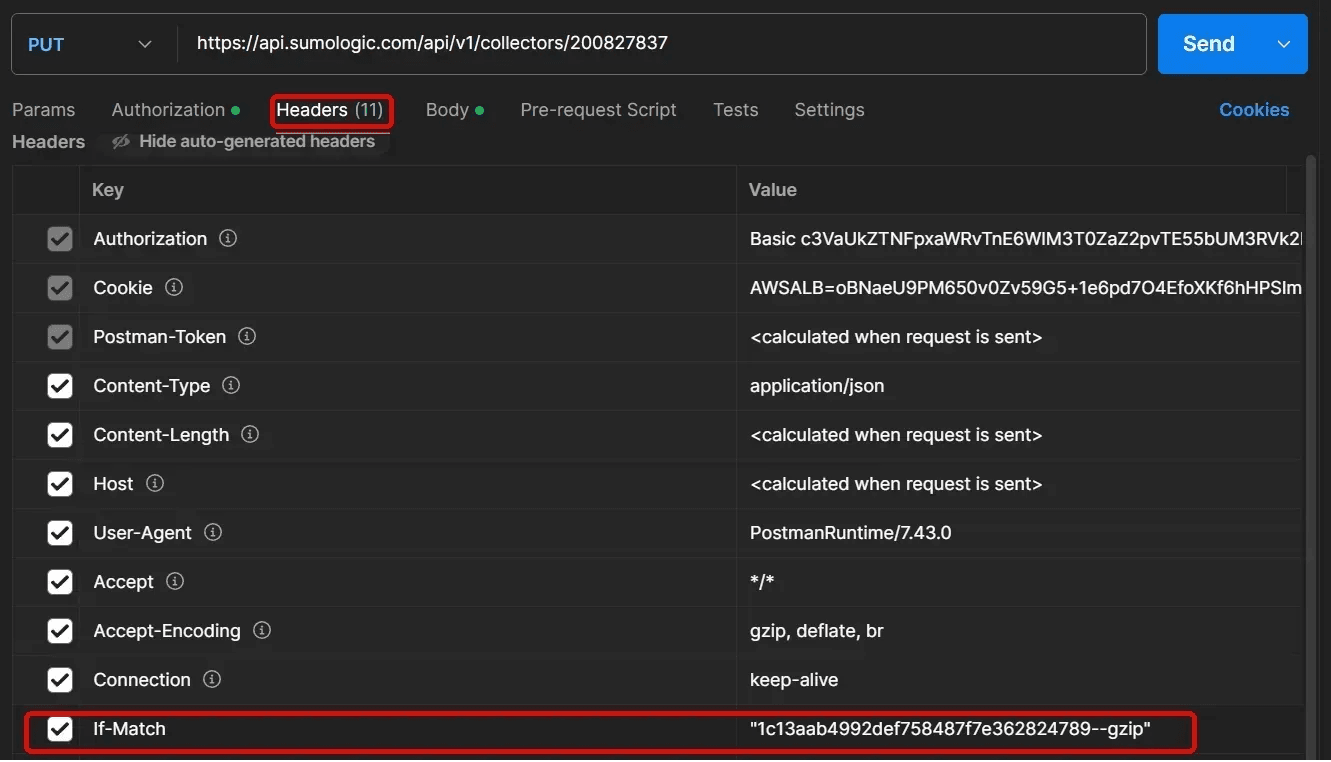 PUT https://api.sumologic.com/api/v1/collectors/200827837 Send
Params Authorization Headers (11) Body Pre-request Script Tests Settings Cookies
Headers Hide auto-generated headers
Key Value
Authorization Basic c3VaUkZTNFpxaWRvTnE6WlM3T0ZaZ2pvTE55bUM3RVk2
Cookie AWSALB=oBNaeU9PM650v0Zv59G5+1e6pd7O4EfoXKf6hHPSlm
Postman-Token <calculated when request is sent>
Content-Type application/json
Content-Length <calculated when request is sent>
Host <calculated when request is sent>
User-Agent PostmanRuntime/7.43.0
Accept */*
Accept-Encoding gzip, deflate, br
Connection keep-alive
If-Match "1c13aab4992def758487f7e362824789--gzip"